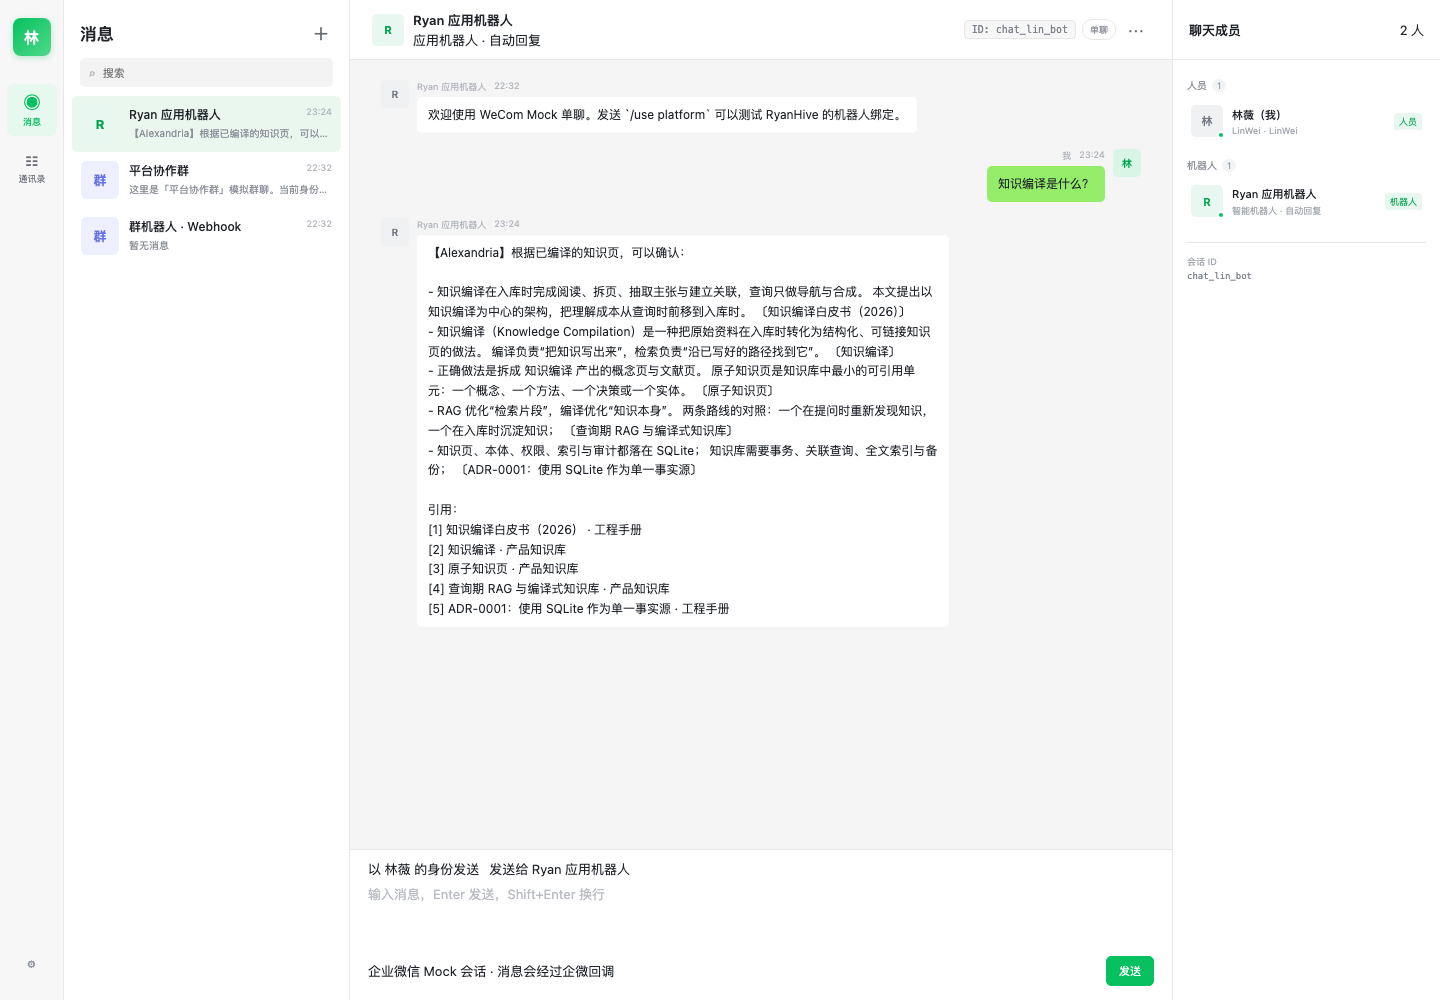 林
消息
通讯录
消息
搜索
Ryan 应用机器人
23:24
【Alexandria】根据已编译的知识页，可以...
群
平台协作群
22:32
这里是「平台协作群」模拟群聊。当前身份...
群
群机器人 · Webhook
22:32
暂无消息
R
R
Ryan 应用机器人
应用机器人 · 自动回复
ID: chat_lin_bot
单聊
R
Ryan 应用机器人 22:32
欢迎使用 WeCom Mock 单聊。发送 `/use platform` 可以测试 RyanHive 的机器人绑定。
我 23:24
林
知识编译是什么？
R
Ryan 应用机器人 23:24
【Alexandria】根据已编译的知识页，可以确认：
- 知识编译在入库时完成阅读、拆页、抽取主张与建立关联，查询只做导航与合成。 本文提出以
知识编译为中心的架构，把理解成本从查询时前移到入库时。 〔知识编译白皮书（2026）〕
- 知识编译（Knowledge Compilation）是一种把原始资料在入库时转化为结构化、可链接知识
页的做法。 编译负责“把知识写出来”，检索负责“沿已写好的路径找到它”。 〔知识编译〕
- 正确做法是拆成 知识编译 产出的概念页与文献页。 原子知识页是知识库中最小的可引用单
元：一个概念、一个方法、一个决策或一个实体。 〔原子知识页〕
- RAG 优化“检索片段”，编译优化“知识本身”。 两条路线的对照：一个在提问时重新发现知识，
一个在入库时沉淀知识； 〔查询期 RAG 与编译式知识库〕
- 知识页、本体、权限、索引与审计都落在 SQLite； 知识库需要事务、关联查询、全文索引与备
份； 〔ADR-0001：使用 SQLite 作为单一事实源〕
引用：
[1] 知识编译白皮书（2026） · 工程手册
[2] 知识编译 · 产品知识库
[3] 原子知识页 · 产品知识库
[4] 查询期 RAG 与编译式知识库 · 产品知识库
[5] ADR-0001：使用 SQLite 作为单一事实源 · 工程手册
以 林薇 的身份发送 发送给 Ryan 应用机器人
输入消息，Enter 发送，Shift+Enter 换行
企业微信 Mock 会话 · 消息会经过企微回调
发送
聊天成员
2 人
人员 1
林
林薇（我）
LinWei · LinWei
人员
机器人 1
R
Ryan 应用机器人
智能机器人 · 自动回复
机器人
会话 ID
chat_lin_bot